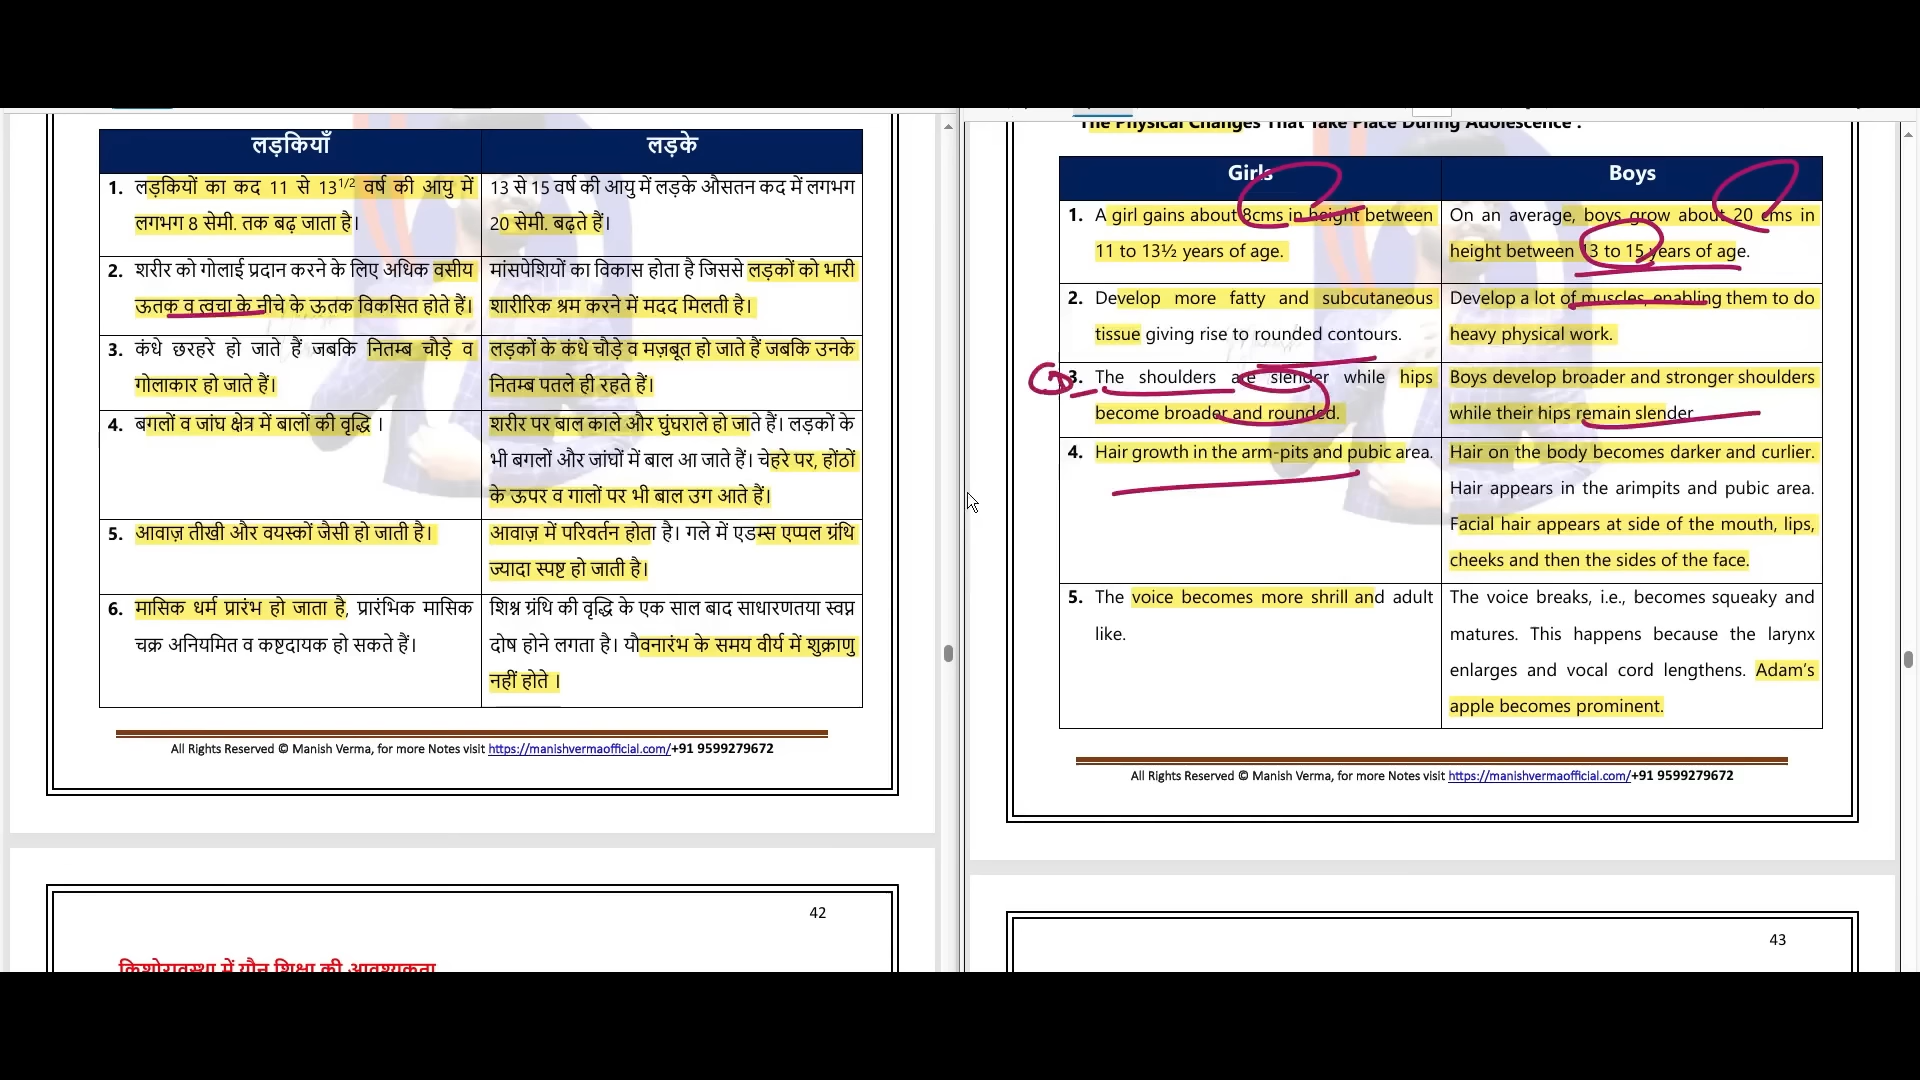 लड़कियाँ
लड़के
1. लड़कियों का कद 11 से 13^1/2 वर्ष की आयु में
लगभग 8 सेमी. तक बढ़ जाता है।
13 से 15 वर्ष की आयु में लड़के औसतन कद में लगभग
20 सेमी. बढ़ते हैं।
2. शरीर को गोलाई प्रदान करने के लिए अधिक वसीय
ऊतक व त्वचा के नीचे के ऊतक विकसित होते हैं।
मांसपेशियों का विकास होता है जिससे लड़कों को भारी
शारीरिक श्रम करने में मदद मिलती है।
3. कंधे छरहरे हो जाते हैं जबकि नितम्ब चौड़े व
गोलाकार हो जाते हैं।
लड़कों के कंधे चौड़े व मज़बूत हो जाते हैं जबकि उनके
नितम्ब पतले ही रहते हैं।
4. बगलों व जांघ क्षेत्र में बालों की वृद्धि ।
शरीर पर बाल काले और घुंघराले हो जाते हैं। लड़कों के
भी बगलों और जांघों में बाल आ जाते हैं। चेहरे पर, होंठों
के ऊपर व गालों पर भी बाल उग आते हैं।
5. आवाज़ तीखी और वयस्कों जैसी हो जाती है।
आवाज़ में परिवर्तन होता है। गले में एडम्स एप्पल ग्रंथि
ज्यादा स्पष्ट हो जाती है।
6. मासिक धर्म प्रारंभ हो जाता है, प्रारंभिक मासिक
चक्र अनियमित व कष्टदायक हो सकते हैं।
शिश्न ग्रंथि की वृद्धि के एक साल बाद साधारणतया स्वप्न
दोष होने लगता है। यौवनारंभ के समय वीर्य में शुक्राणु
नहीं होते ।
All Rights Reserved © Manish Verma, for more Notes visit https://manishvermaofficial.com/+91 9599279672
42
किशोरावस्था में यौन शिक्षा की आवश्यकता
The Physical Changes That Take Place During Adolescence :
Girls
Boys
1. A girl gains about 8cms in height between
11 to 13½ years of age.
On an average, boys grow about 20 cms in
height between 13 to 15 years of age.
2. Develop more fatty and subcutaneous
tissue giving rise to rounded contours.
Develop a lot of muscles, enabling them to do
heavy physical work.
3. The shoulders are slender while hips
become broader and rounded.
Boys develop broader and stronger shoulders
while their hips remain slender
4. Hair growth in the arm-pits and pubic area.
Hair on the body becomes darker and curlier.
Hair appears in the arimpits and pubic area.
Facial hair appears at side of the mouth, lips,
cheeks and then the sides of the face.
5. The voice becomes more shrill and adult
like.
The voice breaks, i.e., becomes squeaky and
matures. This happens because the larynx
enlarges and vocal cord lengthens. Adam's
apple becomes prominent.
All Rights Reserved © Manish Verma, for more Notes visit https://manishvermaofficial.com/+91 9599279672
43